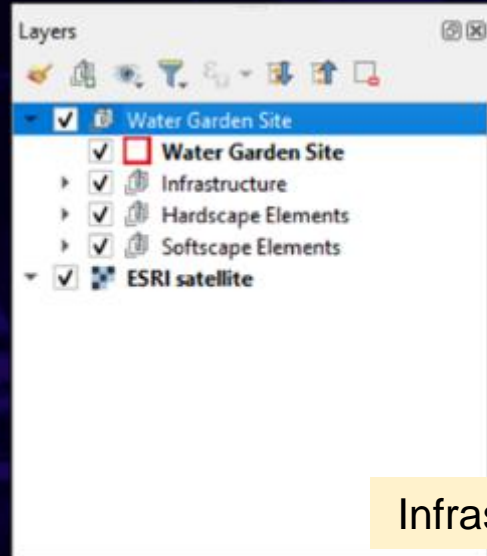 Layers
Water Garden Site
Water Garden Site
Infrastructure
Hardscape Elements
Softscape Elements
ESRI satellite